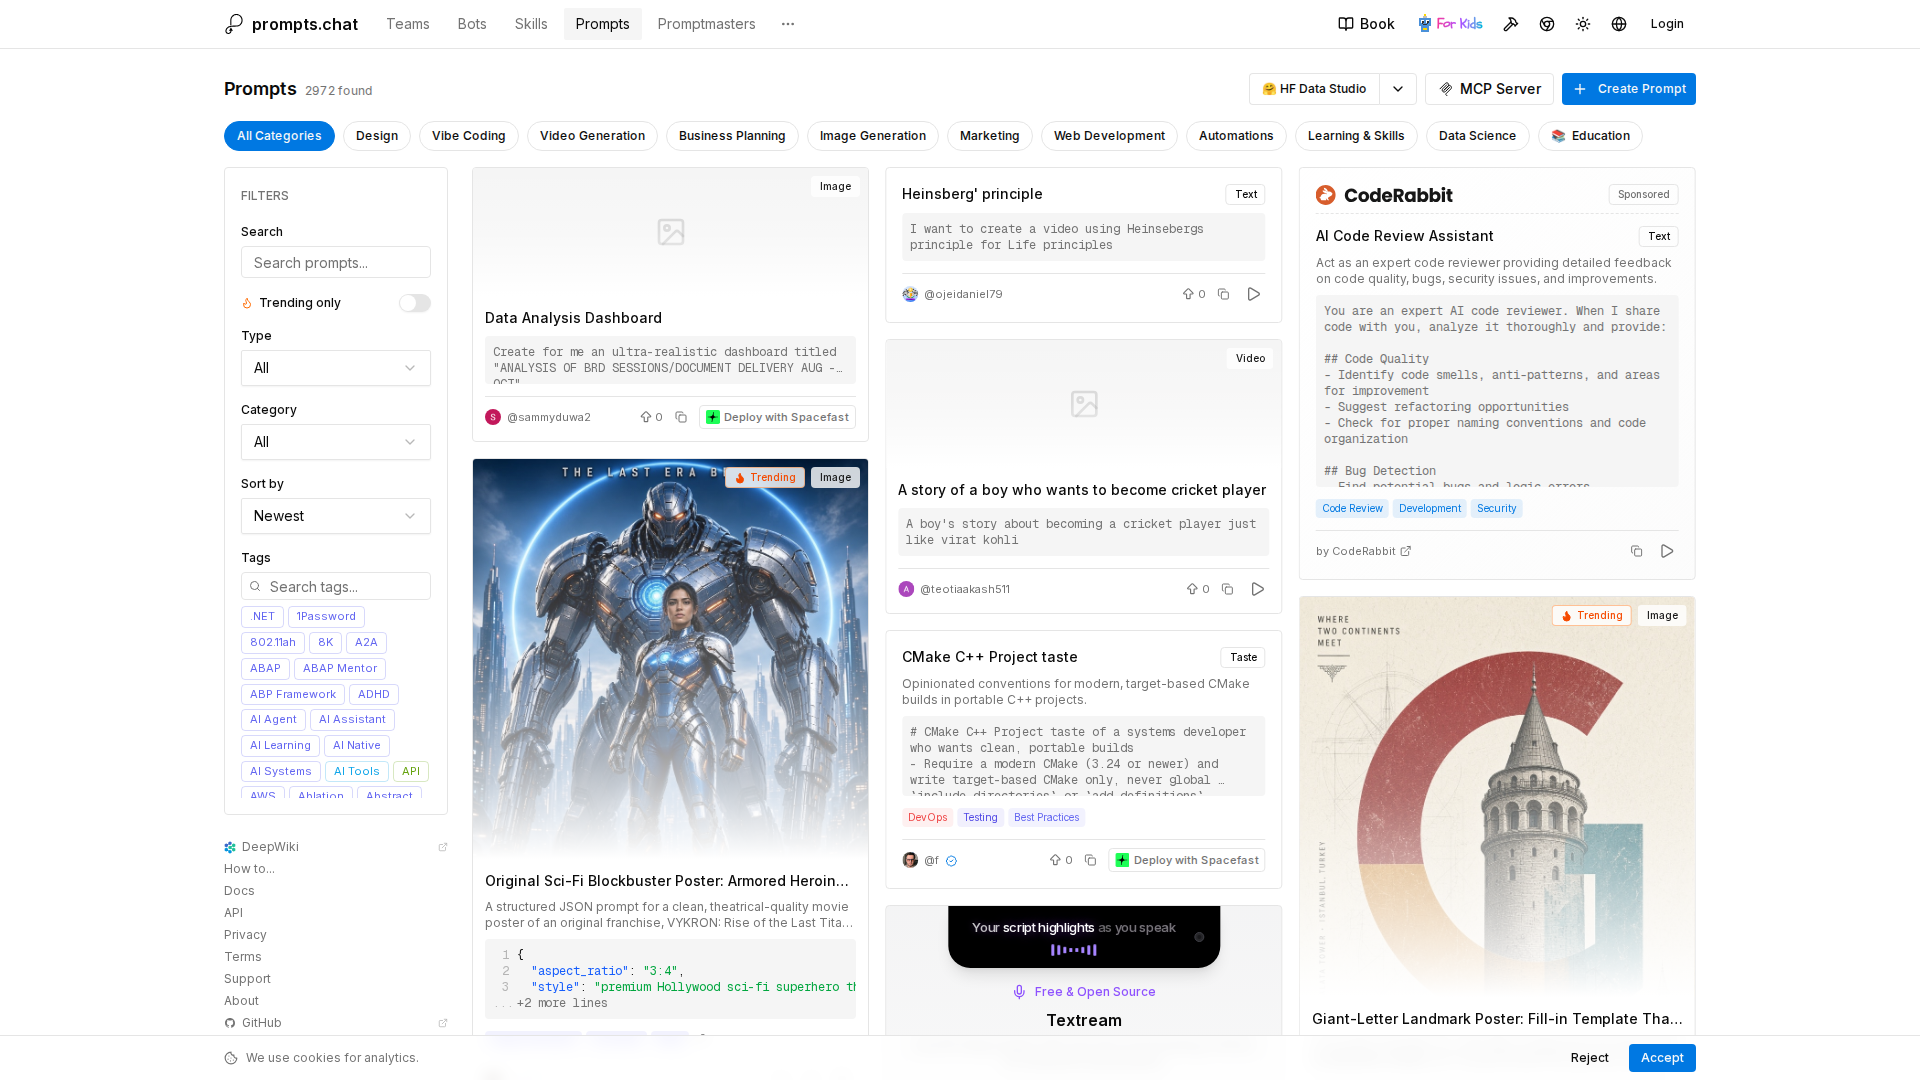 prompts.chat
Teams
Bots
Skills
Prompts
Promptmasters
Book
For Kids
Login
Prompts
2972 found
HF Data Studio
MCP Server
Create Prompt
All Categories
Design
Vibe Coding
Video Generation
Business Planning
Image Generation
Marketing
Web Development
Automations
Learning & Skills
Data Science
Education
FILTERS
Search
Search prompts...
Trending only
Type
All
Category
All
Sort by
Newest
Tags
Search tags...
.NET
1Password
802.11ah
8K
A2A
ABAP
ABAP Mentor
ABP Framework
ADHD
AI Agent
AI Assistant
AI Learning
AI Native
AI Systems
AI Tools
API
AWS
Ablation
Abstract
DeepWiki
How to...
Docs
API
Privacy
Terms
Support
About
GitHub
Image
Data Analysis Dashboard
Create for me an ultra-realistic dashboard titled
"ANALYSIS OF BRD SESSIONS/DOCUMENT DELIVERY AUG -…
OCT"
S
@sammyduwa2
0
Deploy with Spacefast
THE LAST ERA B
Trending
Image
Original Sci-Fi Blockbuster Poster: Armored Heroin...
A structured JSON prompt for a clean, theatrical-quality movie
poster of an original franchise, VYKRON: Rise of the Last Tita...
1 {
2 "aspect_ratio": "3:4",
3 "style": "premium Hollywood sci-fi superhero th
... +2 more lines
Heinsberg' principle
Text
I want to create a video using Heinsebergs
principle for Life principles
@ojeidaniel79
0
Video
A story of a boy who wants to become cricket player
A boy's story about becoming a cricket player just
like virat kohli
A
@teotiaakash511
0
CMake C++ Project taste
Taste
Opinionated conventions for modern, target-based CMake
builds in portable C++ projects.
# CMake C++ Project taste of a systems developer
who wants clean, portable builds
- Require a modern CMake (3.24 or newer) and
write target-based CMake only, never global …
`include_directories` or `add_definitions`
DevOps
Testing
Best Practices
@f
0
Deploy with Spacefast
Your script highlights as you speak
Free & Open Source
Textream
CodeRabbit
Sponsored
AI Code Review Assistant
Text
Act as an expert code reviewer providing detailed feedback
on code quality, bugs, security issues, and improvements.
You are an expert AI code reviewer. When I share
code with you, analyze it thoroughly and provide:
## Code Quality
- Identify code smells, anti-patterns, and areas
for improvement
- Suggest refactoring opportunities
- Check for proper naming conventions and code
organization
## Bug Detection
- Find potential bugs and logic errors
Code Review
Development
Security
by CodeRabbit
WHERE
TWO CONTINENTS
MEET
Trending
Image
ISTANBUL, TURKEY
Giant-Letter Landmark Poster: Fill-in Template Tha...
We use cookies for analytics.
Reject
Accept